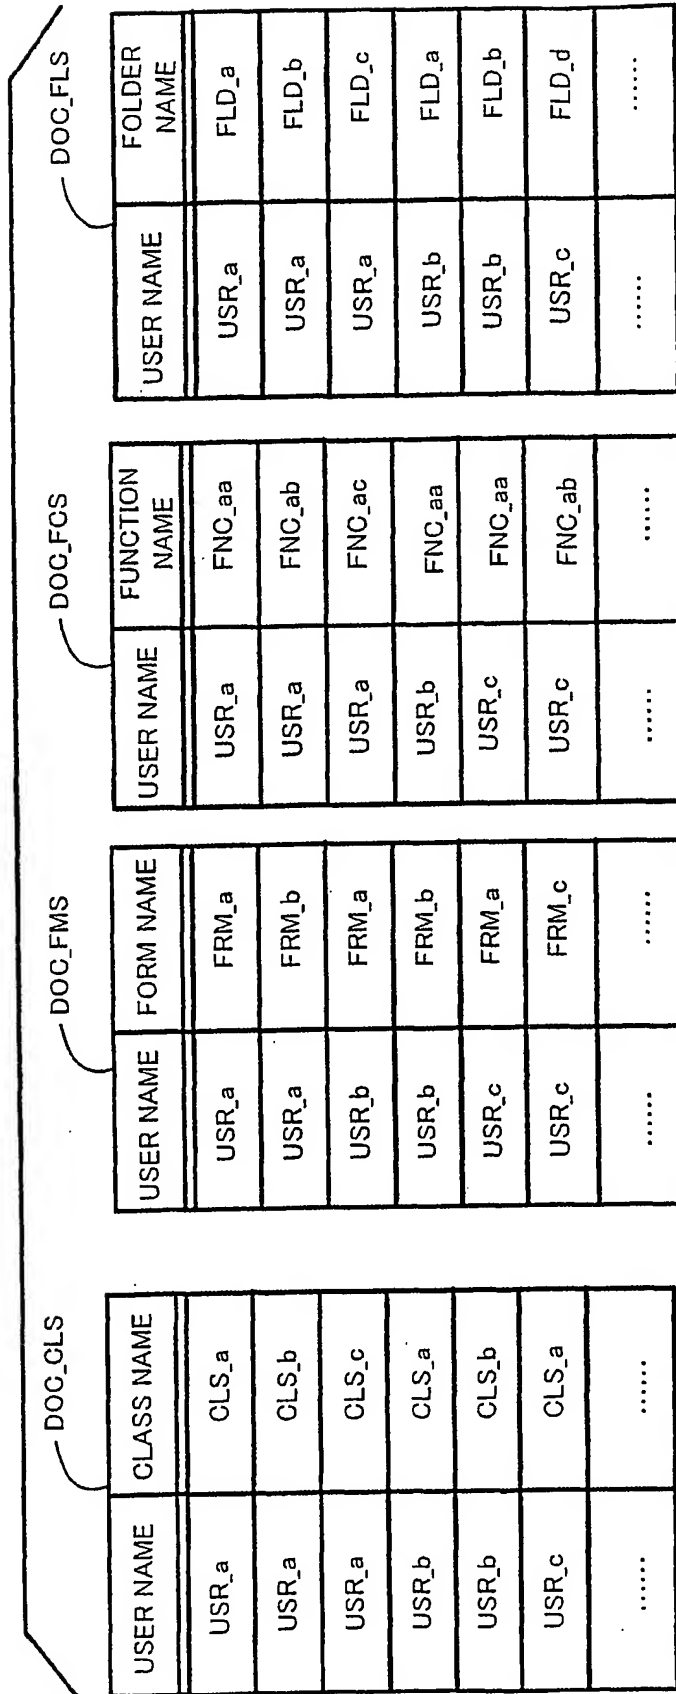 DOC_CLS
USER NAME CLASS NAME
USR_a CLS_a
USR_a CLS_b
USR_a CLS_c
USR_b CLS_a
USR_b CLS_b
USR_c CLS_a
...... ......
DOC_FMS
USER NAME FORM NAME
USR_a FRM_a
USR_a FRM_b
USR_b FRM_a
USR_b FRM_b
USR_c FRM_a
USR_c FRM_c
...... ......
DOC_FCS
USER NAME FUNCTION
NAME
USR_a FNC_aa
USR_a FNC_ab
USR_a FNC_ac
USR_b FNC_aa
USR_c FNC_aa
USR_c FNC_ab
...... ......
DOC_FLS
USER NAME FOLDER
NAME
USR_a FLD_a
USR_a FLD_b
USR_a FLD_c
USR_b FLD_a
USR_b FLD_b
USR_c FLD_d
...... ......